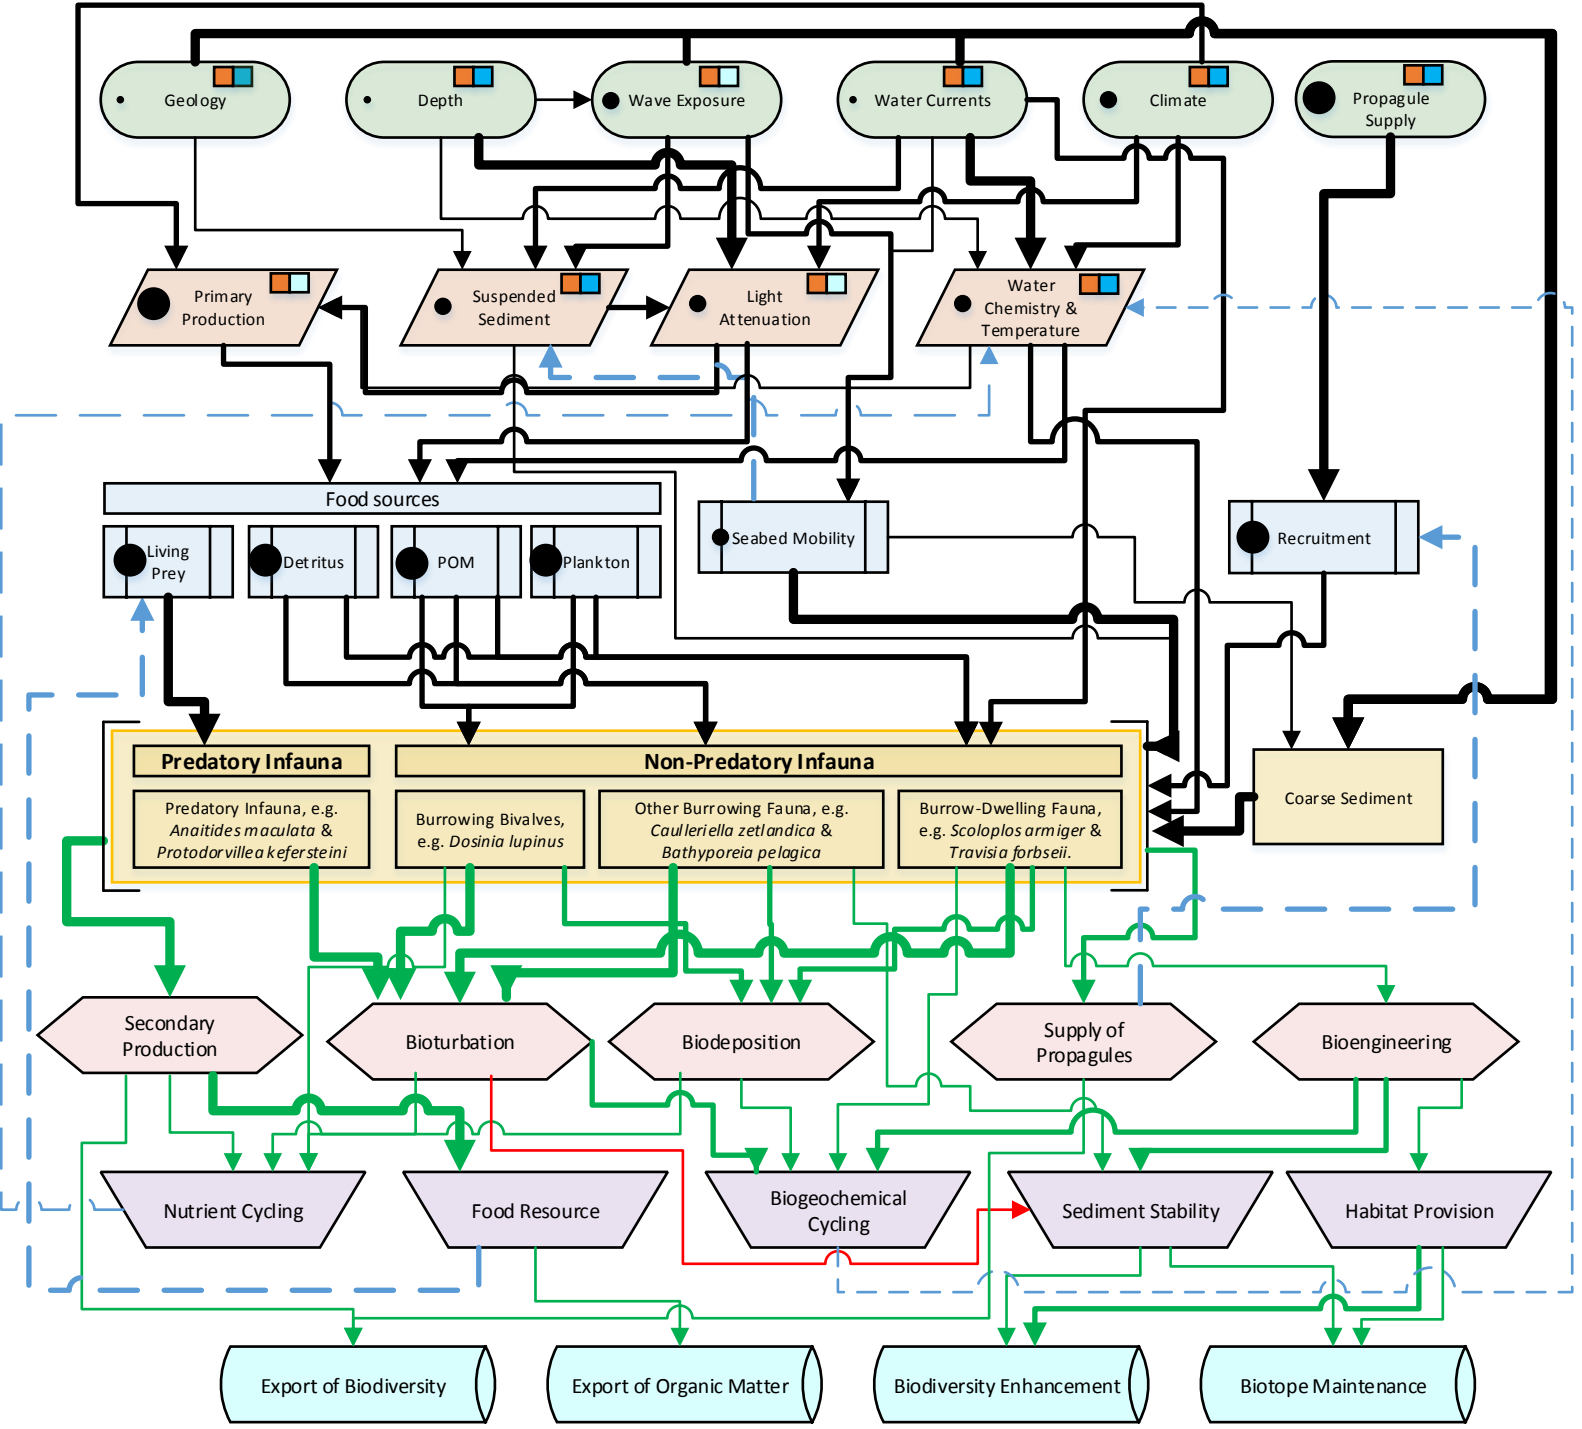 Geology
Depth
Wave Exposure
Water Currents
Climate
Propagule
Supply
Primary
Production
Suspended
Sediment
Light
Attenuation
Water
Chemistry &
Temperature
Food sources
Living
Prey
Detritus
POM
Plankton
Seabed Mobility
Recruitment
Predatory Infauna
Non-Predatory Infauna
Predatory Infauna, e.g.
Anaitides maculata &
Protodorvillea kefersteini
Burrowing Bivalves,
e.g. Dosinia lupinus
Other Burrowing Fauna, e.g.
Caulleriella zetlandica &
Bathyporeia pelagica
Burrow-Dwelling Fauna,
e.g. Scoloplos armiger &
Travisia forbseii.
Coarse Sediment
Secondary
Production
Bioturbation
Biodeposition
Supply of
Propagules
Bioengineering
Nutrient Cycling
Food Resource
Biogeochemical
Cycling
Sediment Stability
Habitat Provision
Export of Biodiversity
Export of Organic Matter
Biodiversity Enhancement
Biotope Maintenance